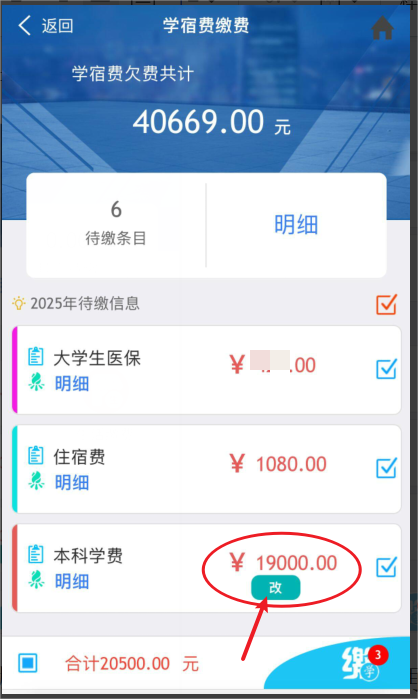 返回
学宿费缴费
学宿费欠费共计
40669.00 元
6
待缴条目
明细
2025年待缴信息
大学生医保
¥ .00
明细
住宿费
¥ 1080.00
明细
本科学费
¥ 19000.00
明细
改
合计20500.00 元
3
学